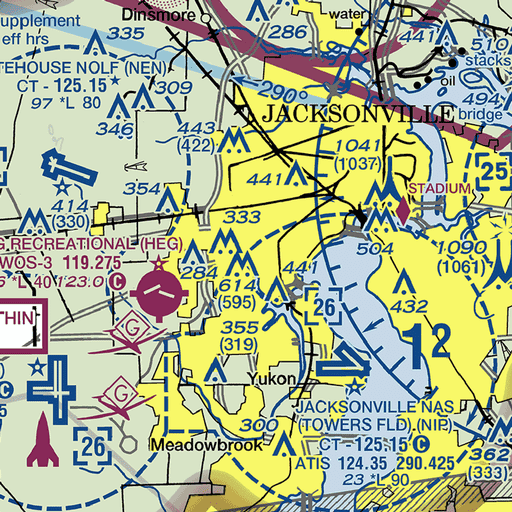 Dinsmore
water
supplement
eff hrs
335
286
441
510
stacks
TEHOUSE NOLF (NEN)
CT - 125.15★
97 *L 80
309
290°
oil
494
bridge
JACKSONVILLE
346
443
(422)
1041
(1037)
25
354
441
STADIUM
414
(330)
333
G RECREATIONAL (HEG)
WOS-3 119.275
*L 40 123.0 C
284
614
(595)
441
504
1090
(1061)
THIN
26
432
355
(319)
12
Yukon
JACKSONVILLE NAS
(TOWERS FLD) (NIP)
CT - 125.15 C
ATIS 124.35 290.425
23 *L 90
300
Meadowbrook
26
362
(333)